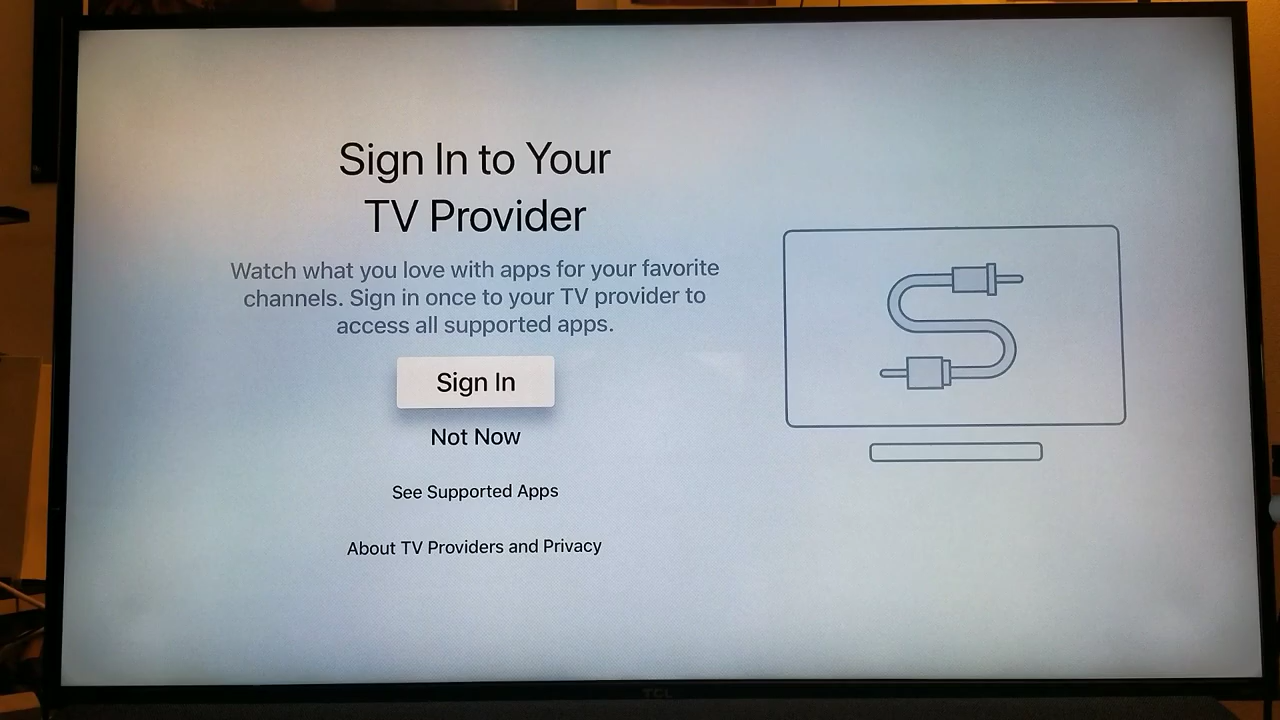 Sign In to Your
TV Provider
Watch what you love with apps for your favorite
channels. Sign in once to your TV provider to
access all supported apps.
Sign In
Not Now
See Supported Apps
About TV Providers and Privacy
TCL